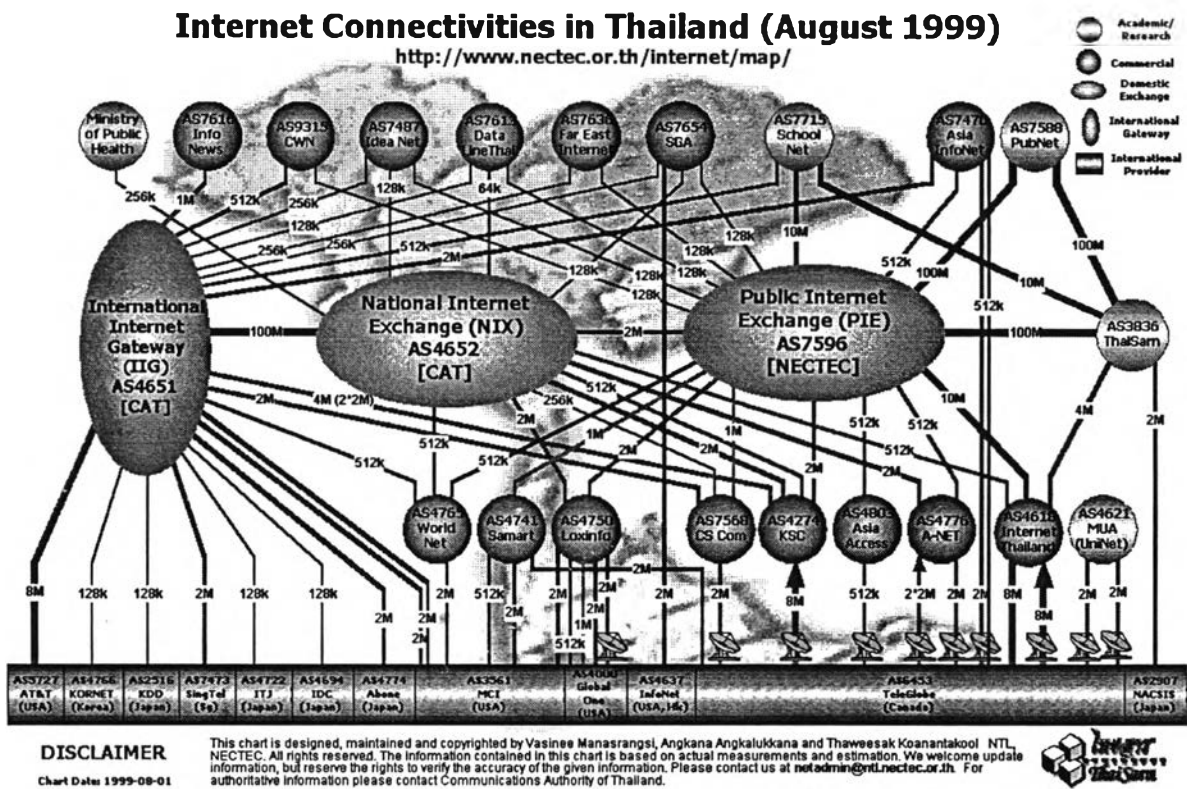 Internet Connectivities in Thailand (August 1999)
http://www.nectec.or.th/internet/map/
Academic/
Research
Commercial
Domestic
Exchange
International
Gateway
International
Provider
Ministry
of Public
Health
AS7616
Info
News
AS9315
CWN
AS7487
Idea Net
AS7613
Data
LineThai
AS7636
Far East
Internet
AS7654
SGA
AS7715
School
Net
AS7470
Asia
InfoNet
AS7588
PubNet
256k
1M
512k
256k
128k
256k
128k
256k
64k
512k
2M
128k
128k
128k
128k
128k
10M
128k
128k
512k
100M
512k
10M
100M
International
Internet
Gateway
(IIG)
AS4651
[CAT]
100M
National Internet
Exchange (NIX)
AS4652
[CAT]
2M
Public Internet
Exchange (PIE)
AS7596
[NECTEC]
100M
AS3836
ThaiSarn
2M
4M (2*2M)
512k
512k
512k
2M
256k
512k
1M
2M
2M
2M
1M
2M
512k
2M
512k
10M
4M
2M
AS4765
World
Net
AS4741
Samart
AS4750
Loxinfo
AS7568
CS Com
AS4274
KSC
AS4803
Asia
Access
AS4776
A-NET
AS4618
Internet
Thailand
AS4621
MUA
(UniNet)
8M
128k
128k
2M
128k
128k
2M
2M
2M
2M
512k
2M
2M
512k
1M
2M
2M
2M
2M
2M
8M
512k
2*2M
2M
2M
8M
8M
2M
2M
AS5727
AT&T
(USA)
AS4766
KORNET
(Korea)
AS2516
KDD
(Japan)
AS7473
SingTel
(Sg)
AS4722
ITJ
(Japan)
AS4694
IDC
(Japan)
AS4774
Abone
(Japan)
AS3561
MCI
(USA)
AS4000
Global
One (USA)
AS4637
InfoNet
(USA, Hk)
AS6453
TeleGlobe
(Canada)
AS2907
NACSIS
(Japan)
DISCLAIMER
Chart Date: 1999-08-01
This chart is designed, maintained and copyrighted by Vasinee Manasrangsi, Angkana Angkalukkana and Thaweesak Koanantakool NTL,
NECTEC. All rights reserved. The information contained in this chart is based on actual measurements and estimation. We welcome update
information, but reserve the rights to verify the accuracy of the given information. Please contact us at netadmin@ntl.nectec.or.th. For
authoritative information please contact Communications Authority of Thailand.
ThaiSarn